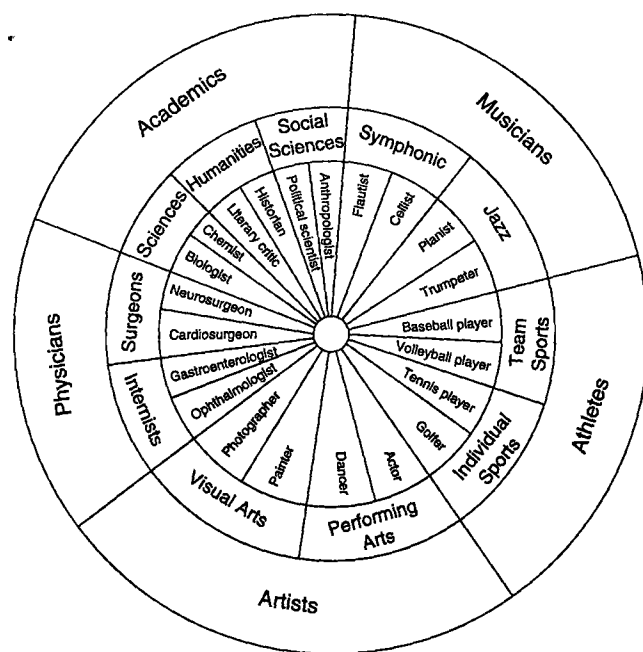 Academics
Musicians
Athletes
Artists
Physicians
Social
Sciences
Symphonic
Jazz
Team
Sports
Individual
Sports
Performing
Arts
Visual Arts
Internists
Surgeons
Sciences
Humanities
Anthropologist
Flautist
Cellist
Pianist
Trumpeter
Baseball player
Volleyball player
Tennis player
Golfer
Actor
Dancer
Painter
Photographer
Ophthalmologist
Gastroenterologist
Cardiosurgeon
Neurosurgeon
Biologist
Chemist
Literary critic
Historian
Political scientist